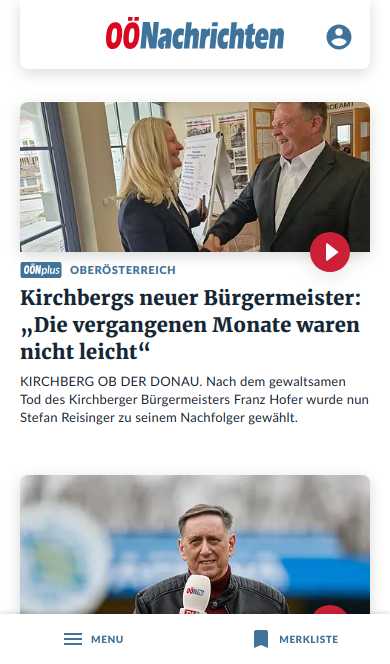 OÖNachrichten
OÖNplus OBERÖSTERREICH
Kirchbergs neuer Bürgermeister:
„Die vergangenen Monate waren
nicht leicht“
KIRCHBERG OB DER DONAU. Nach dem gewaltsamen
Tod des Kirchberger Bürgermeisters Franz Hofer wurde nun
Stefan Reisinger zu seinem Nachfolger gewählt.
OÖN
MENU
MERKLISTE